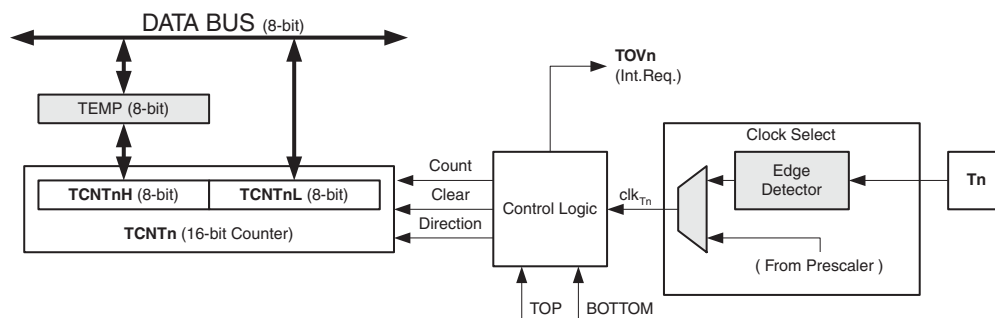 DATA BUS (8-bit)
TOVn
(Int.Req.)
TEMP (8-bit)
Clock Select
Count
TCNTnH (8-bit) TCNTnL (8-bit)
Clear
Control Logic
clkTn
Edge
Detector
Tn
TCNTn (16-bit Counter)
Direction
( From Prescaler )
TOP
BOTTOM